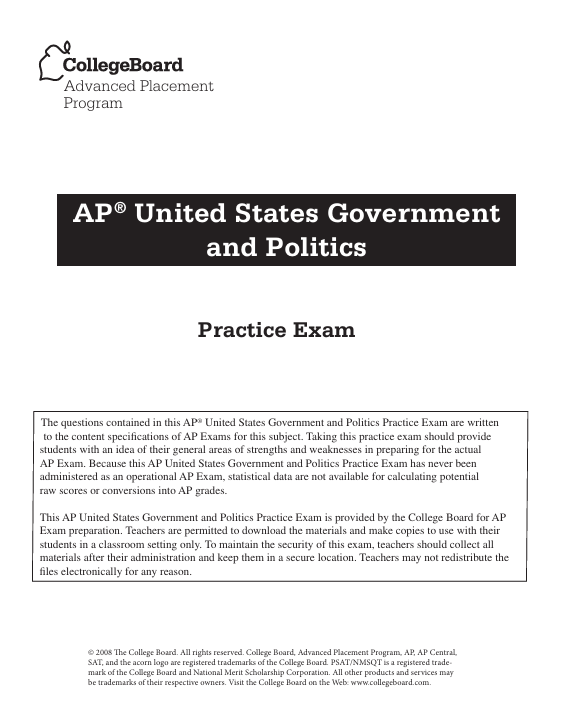 CollegeBoard
Advanced Placement
Program
AP® United States Government
and Politics
Practice Exam
The questions contained in this AP® United States Government and Politics Practice Exam are written
to the content specifications of AP Exams for this subject. Taking this practice exam should provide
students with an idea of their general areas of strengths and weaknesses in preparing for the actual
AP Exam. Because this AP United States Government and Politics Practice Exam has never been
administered as an operational AP Exam, statistical data are not available for calculating potential
raw scores or conversions into AP grades.
This AP United States Government and Politics Practice Exam is provided by the College Board for AP
Exam preparation. Teachers are permitted to download the materials and make copies to use with their
students in a classroom setting only. To maintain the security of this exam, teachers should collect all
materials after their administration and keep them in a secure location. Teachers may not redistribute the
files electronically for any reason.
© 2008 The College Board. All rights reserved. College Board, Advanced Placement Program, AP, AP Central,
SAT, and the acorn logo are registered trademarks of the College Board. PSAT/NMSQT is a registered trade-
mark of the College Board and National Merit Scholarship Corporation. All other products and services may
be trademarks of their respective owners. Visit the College Board on the Web: www.collegeboard.com.